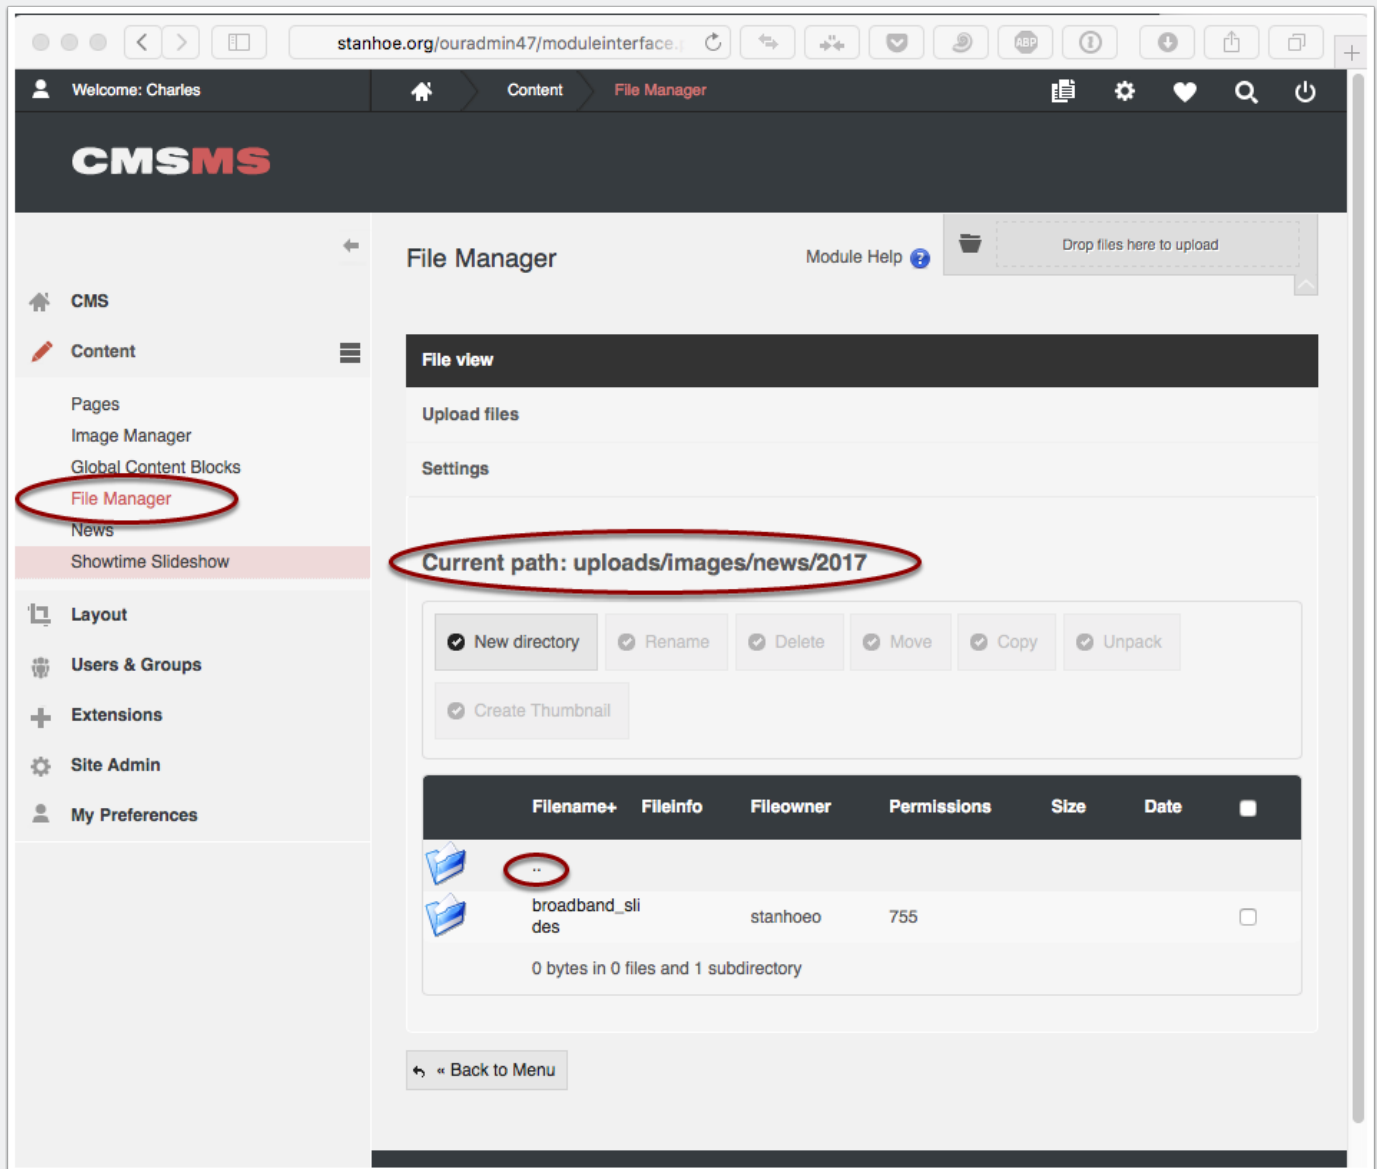 stanhoe.org/ouradmin47/moduleinterface.p
ABP
Welcome: Charles
Content
File Manager
CMSMS
File Manager
Module Help ?
Drop files here to upload
CMS
Content
Pages
Image Manager
Global Content Blocks
File Manager
News
Showtime Slideshow
Layout
Users & Groups
Extensions
Site Admin
My Preferences
File view
Upload files
Settings
Current path: uploads/images/news/2017
New directory
Rename
Delete
Move
Copy
Unpack
Create Thumbnail
Filename+ Fileinfo Fileowner Permissions Size Date
..
broadband_sli
des
stanhoeo 755
0 bytes in 0 files and 1 subdirectory
« Back to Menu